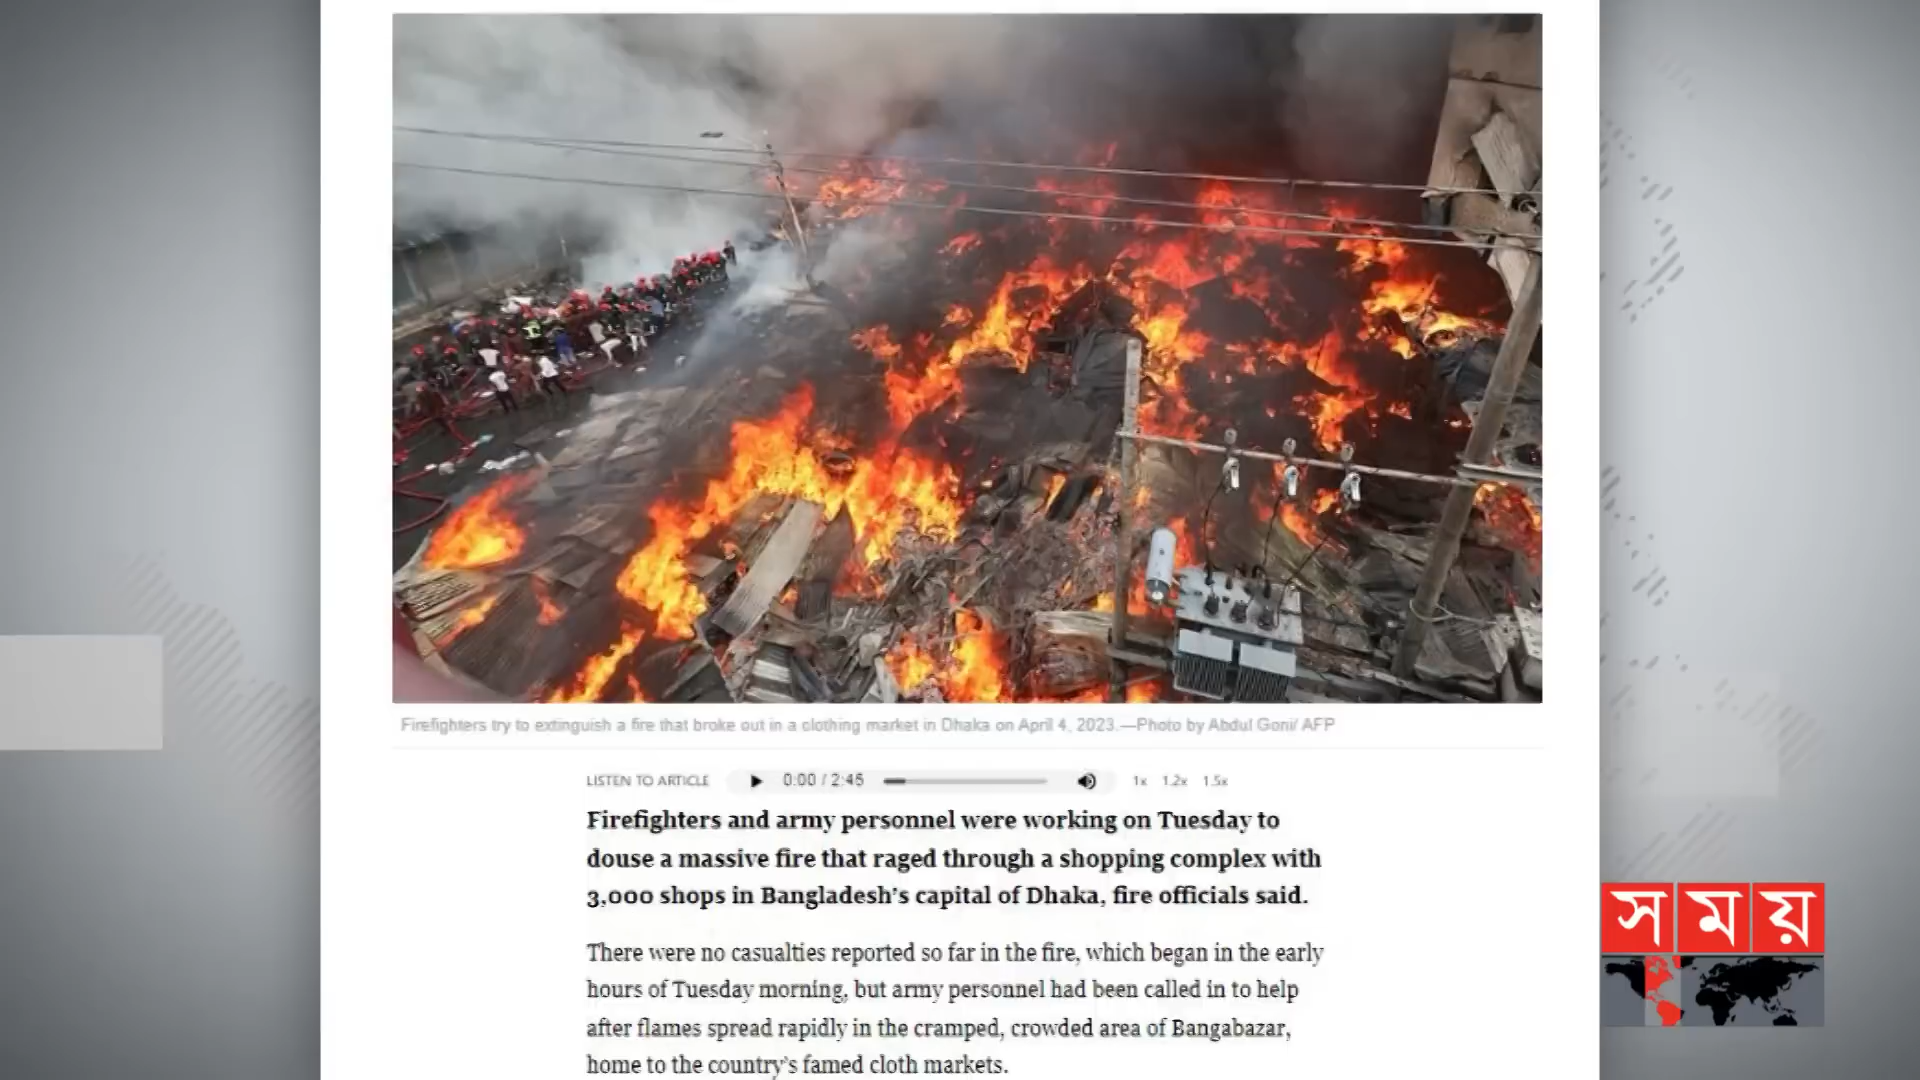 Firefighters try to extinguish a fire that broke out in a clothing market in Dhaka on April 4, 2023.—Photo by Abdul Goni/ AFP
LISTEN TO ARTICLE 0:00 / 2:45 1x 1.2x 1.5x
Firefighters and army personnel were working on Tuesday to
douse a massive fire that raged through a shopping complex with
3,000 shops in Bangladesh's capital of Dhaka, fire officials said.
There were no casualties reported so far in the fire, which began in the early
hours of Tuesday morning, but army personnel had been called in to help
after flames spread rapidly in the cramped, crowded area of Bangabazar,
home to the country's famed cloth markets.
সময়